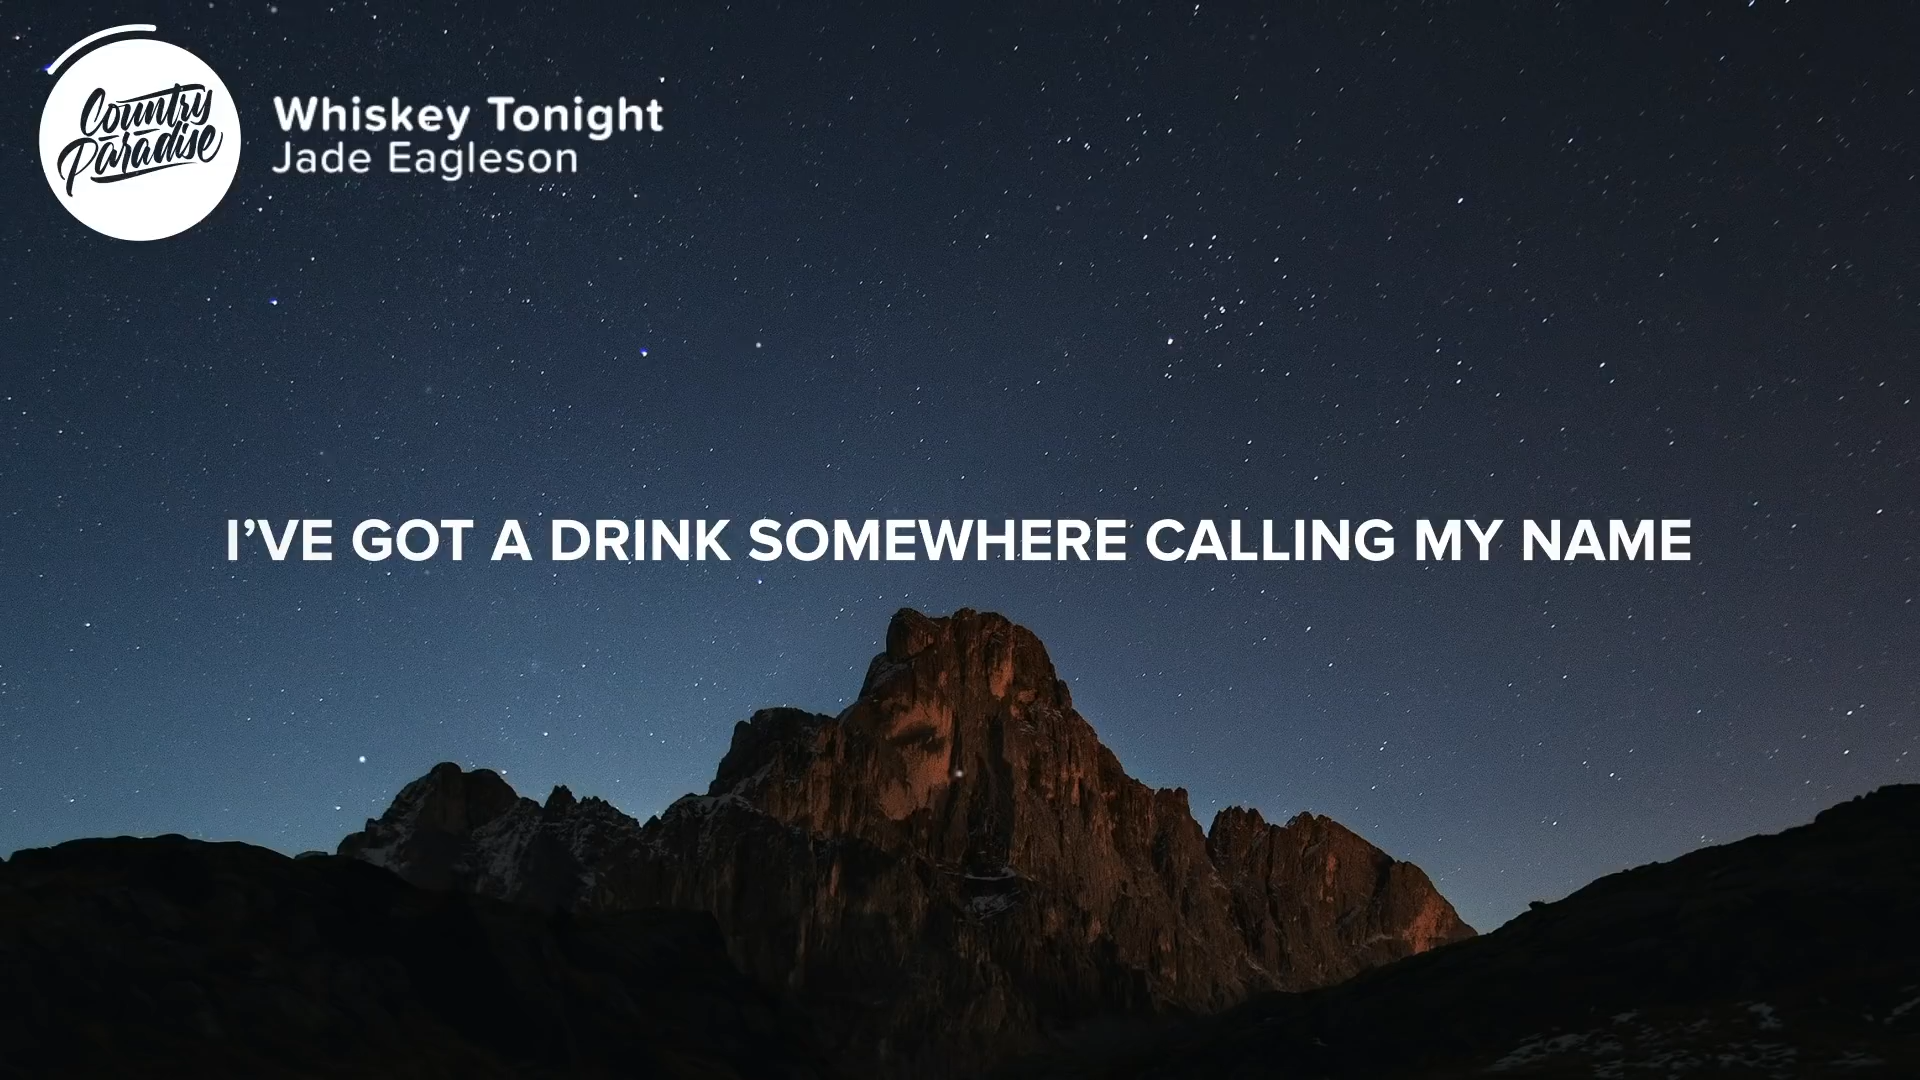 Country
Paradise
Whiskey Tonight
Jade Eagleson
I’VE GOT A DRINK SOMEWHERE CALLING MY NAME